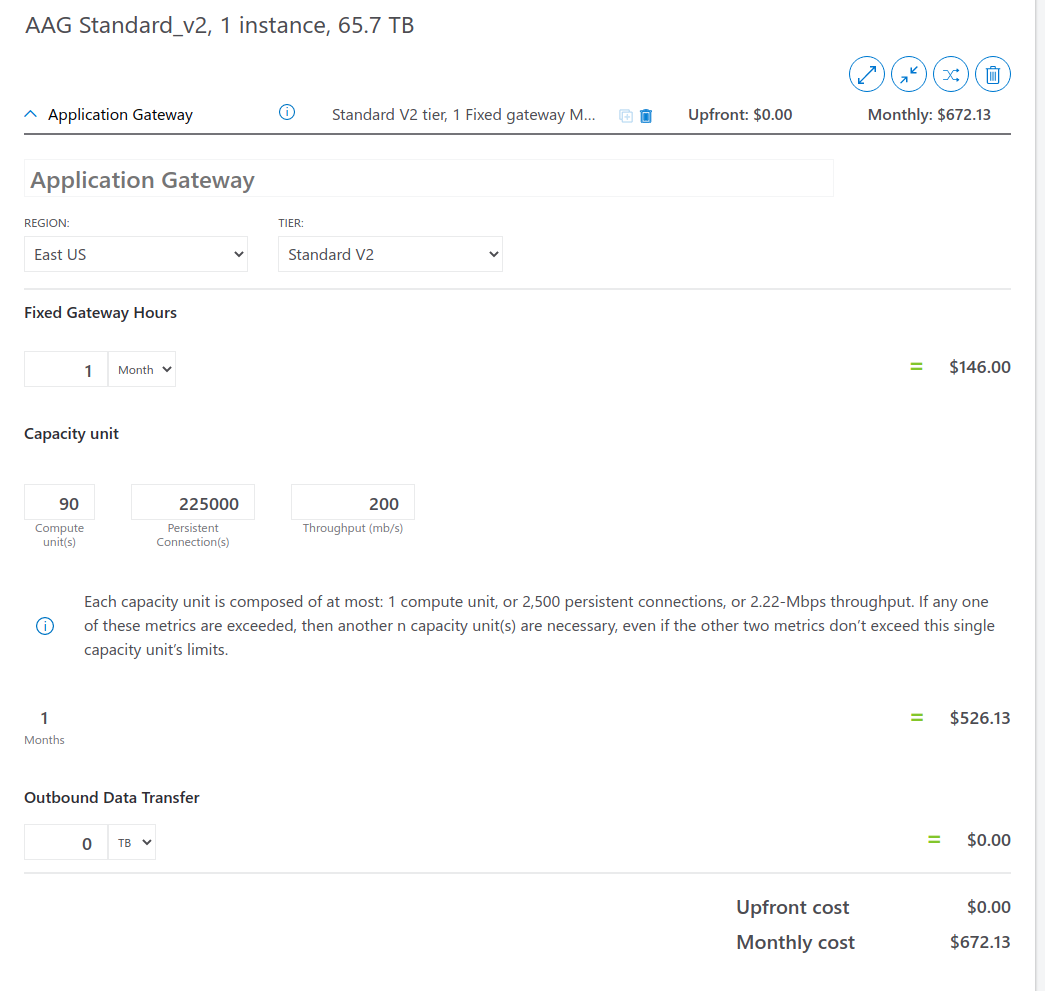 AAG Standard_v2, 1 instance, 65.7 TB
Application Gateway Standard V2 tier, 1 Fixed gateway M... Upfront: $0.00 Monthly: $672.13
Application Gateway
REGION: TIER:
East US Standard V2
Fixed Gateway Hours
1 Month = $146.00
Capacity unit
90 225000 200
Compute Persistent Throughput (mb/s)
unit(s) Connection(s)
Each capacity unit is composed of at most: 1 compute unit, or 2,500 persistent connections, or 2.22-Mbps throughput. If any one
of these metrics are exceeded, then another n capacity unit(s) are necessary, even if the other two metrics don’t exceed this single
capacity unit’s limits.
1 = $526.13
Months
Outbound Data Transfer
0 TB = $0.00
Upfront cost $0.00
Monthly cost $672.13